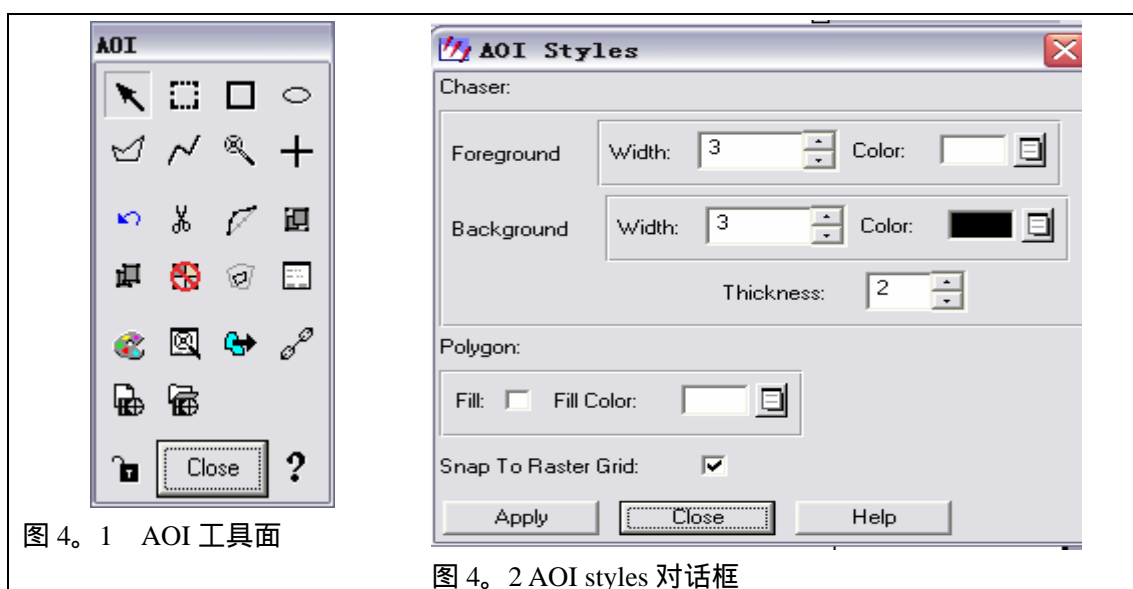 AOI
Close
?
图 4。1 AOI 工具面
AOI Styles
Chaser:
Foreground Width: 3 Color:
Background Width: 3 Color:
Thickness: 2
Polygon:
Fill: Fill Color:
Snap To Raster Grid:
Apply Close Help
图 4。2 AOI styles 对话框